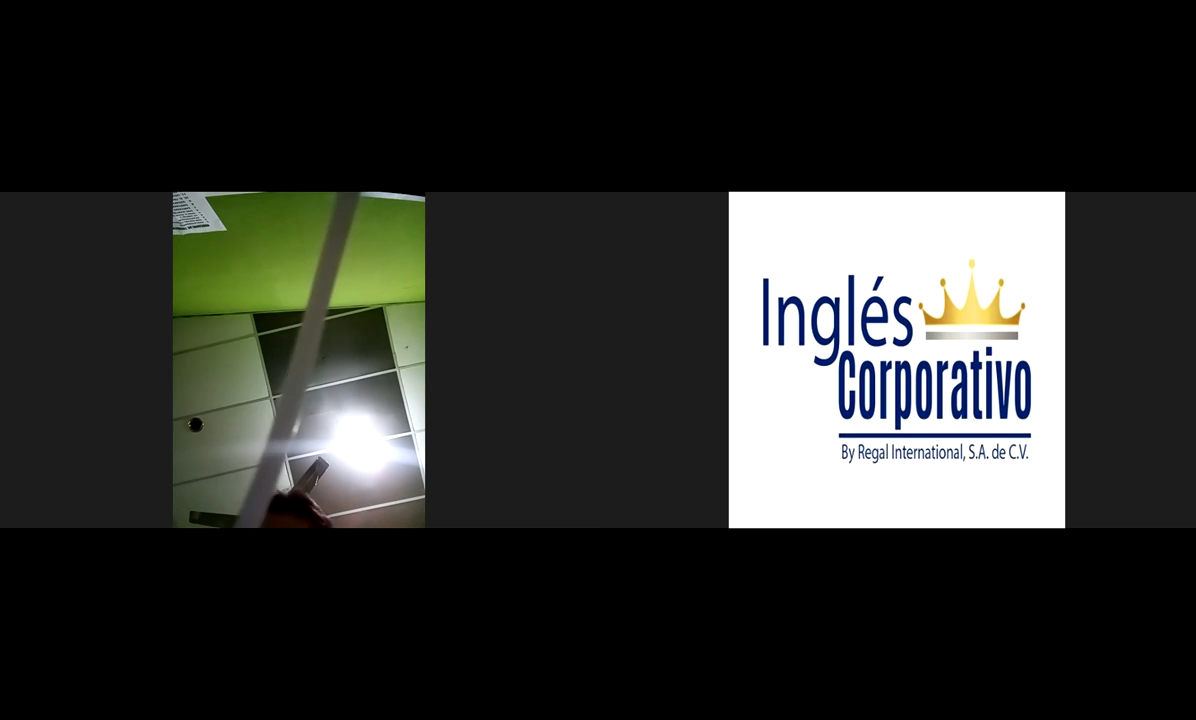 Inglés
Corporativo
By Regal International, S.A. de C.V.